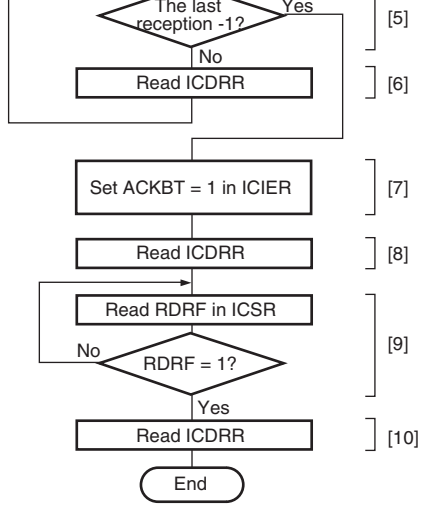 The last
reception -1?
Yes
[5]
No
Read ICDRR
[6]
Set ACKBT = 1 in ICIER
[7]
Read ICDRR
[8]
Read RDRF in ICSR
[9]
No
RDRF = 1?
Yes
Read ICDRR
[10]
End